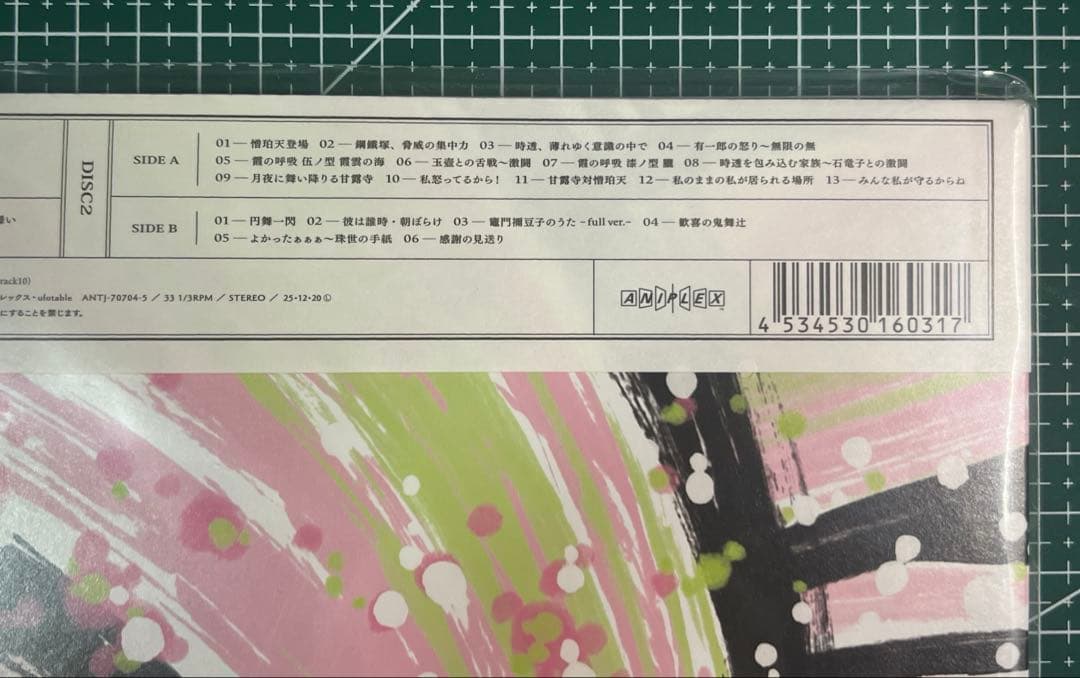 SIDE A
01 — 憎珀天登場 02 — 鋼鐵塚、脅威の集中力 03 — 時透、薄れゆく意識の中で 04 — 有一郎の怒り〜無限の無
05 — 霞の呼吸 伍ノ型 霞雲の海 06 — 玉壺との舌戦〜激闘 07 — 霞の呼吸 漆ノ型 朧 08 — 時透を包み込む家族〜石竜子との激闘
09 — 月夜に舞い降りる甘露寺 10 — 私怒ってるから! 11 — 甘露寺対憎珀天 12 — 私のままの私が居られる場所 13 — みんな私が守るからね
DISC2
SIDE B
01 — 円舞一閃 02 — 彼は誰時・朝ぼらけ 03 — 竈門禰豆子のうた -full ver.- 04 — 歓喜の鬼舞辻
05 — よかったぁぁぁ〜珠世の手紙 06 — 感謝の見送り
舞い
rack10)
レックス・ufotable ANTJ-70704-5 / 33 1/3RPM / STEREO / 25・12・20 Ⓛ
にすることを禁じます。
ANIPLEX
4 534530 160317